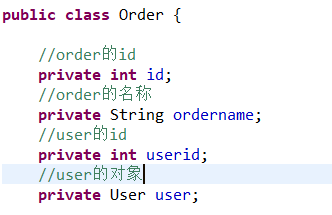 public class Order {
//order的id
private int id;
//order的名称
private String ordername;
//user的id
private int userid;
//user的对象
private User user;